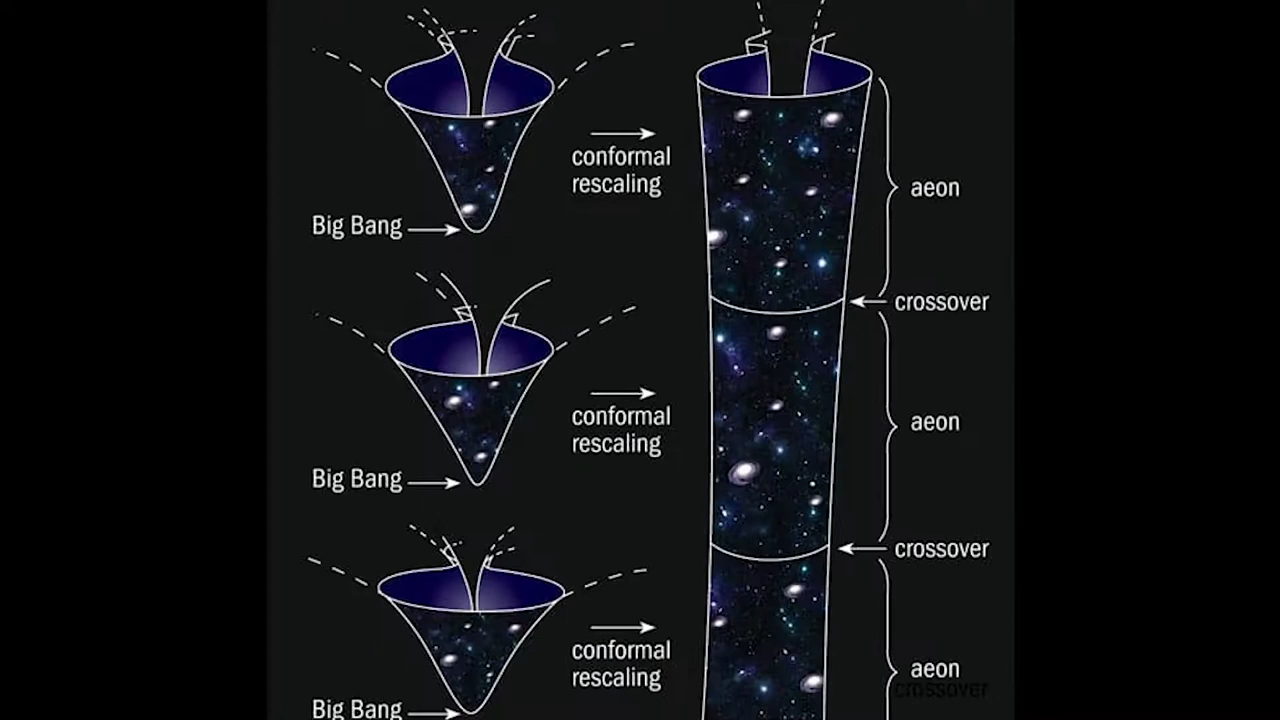 conformal
rescaling
aeon
Big Bang
crossover
conformal
rescaling
aeon
Big Bang
crossover
conformal
rescaling
aeon
crossover
Big Bang